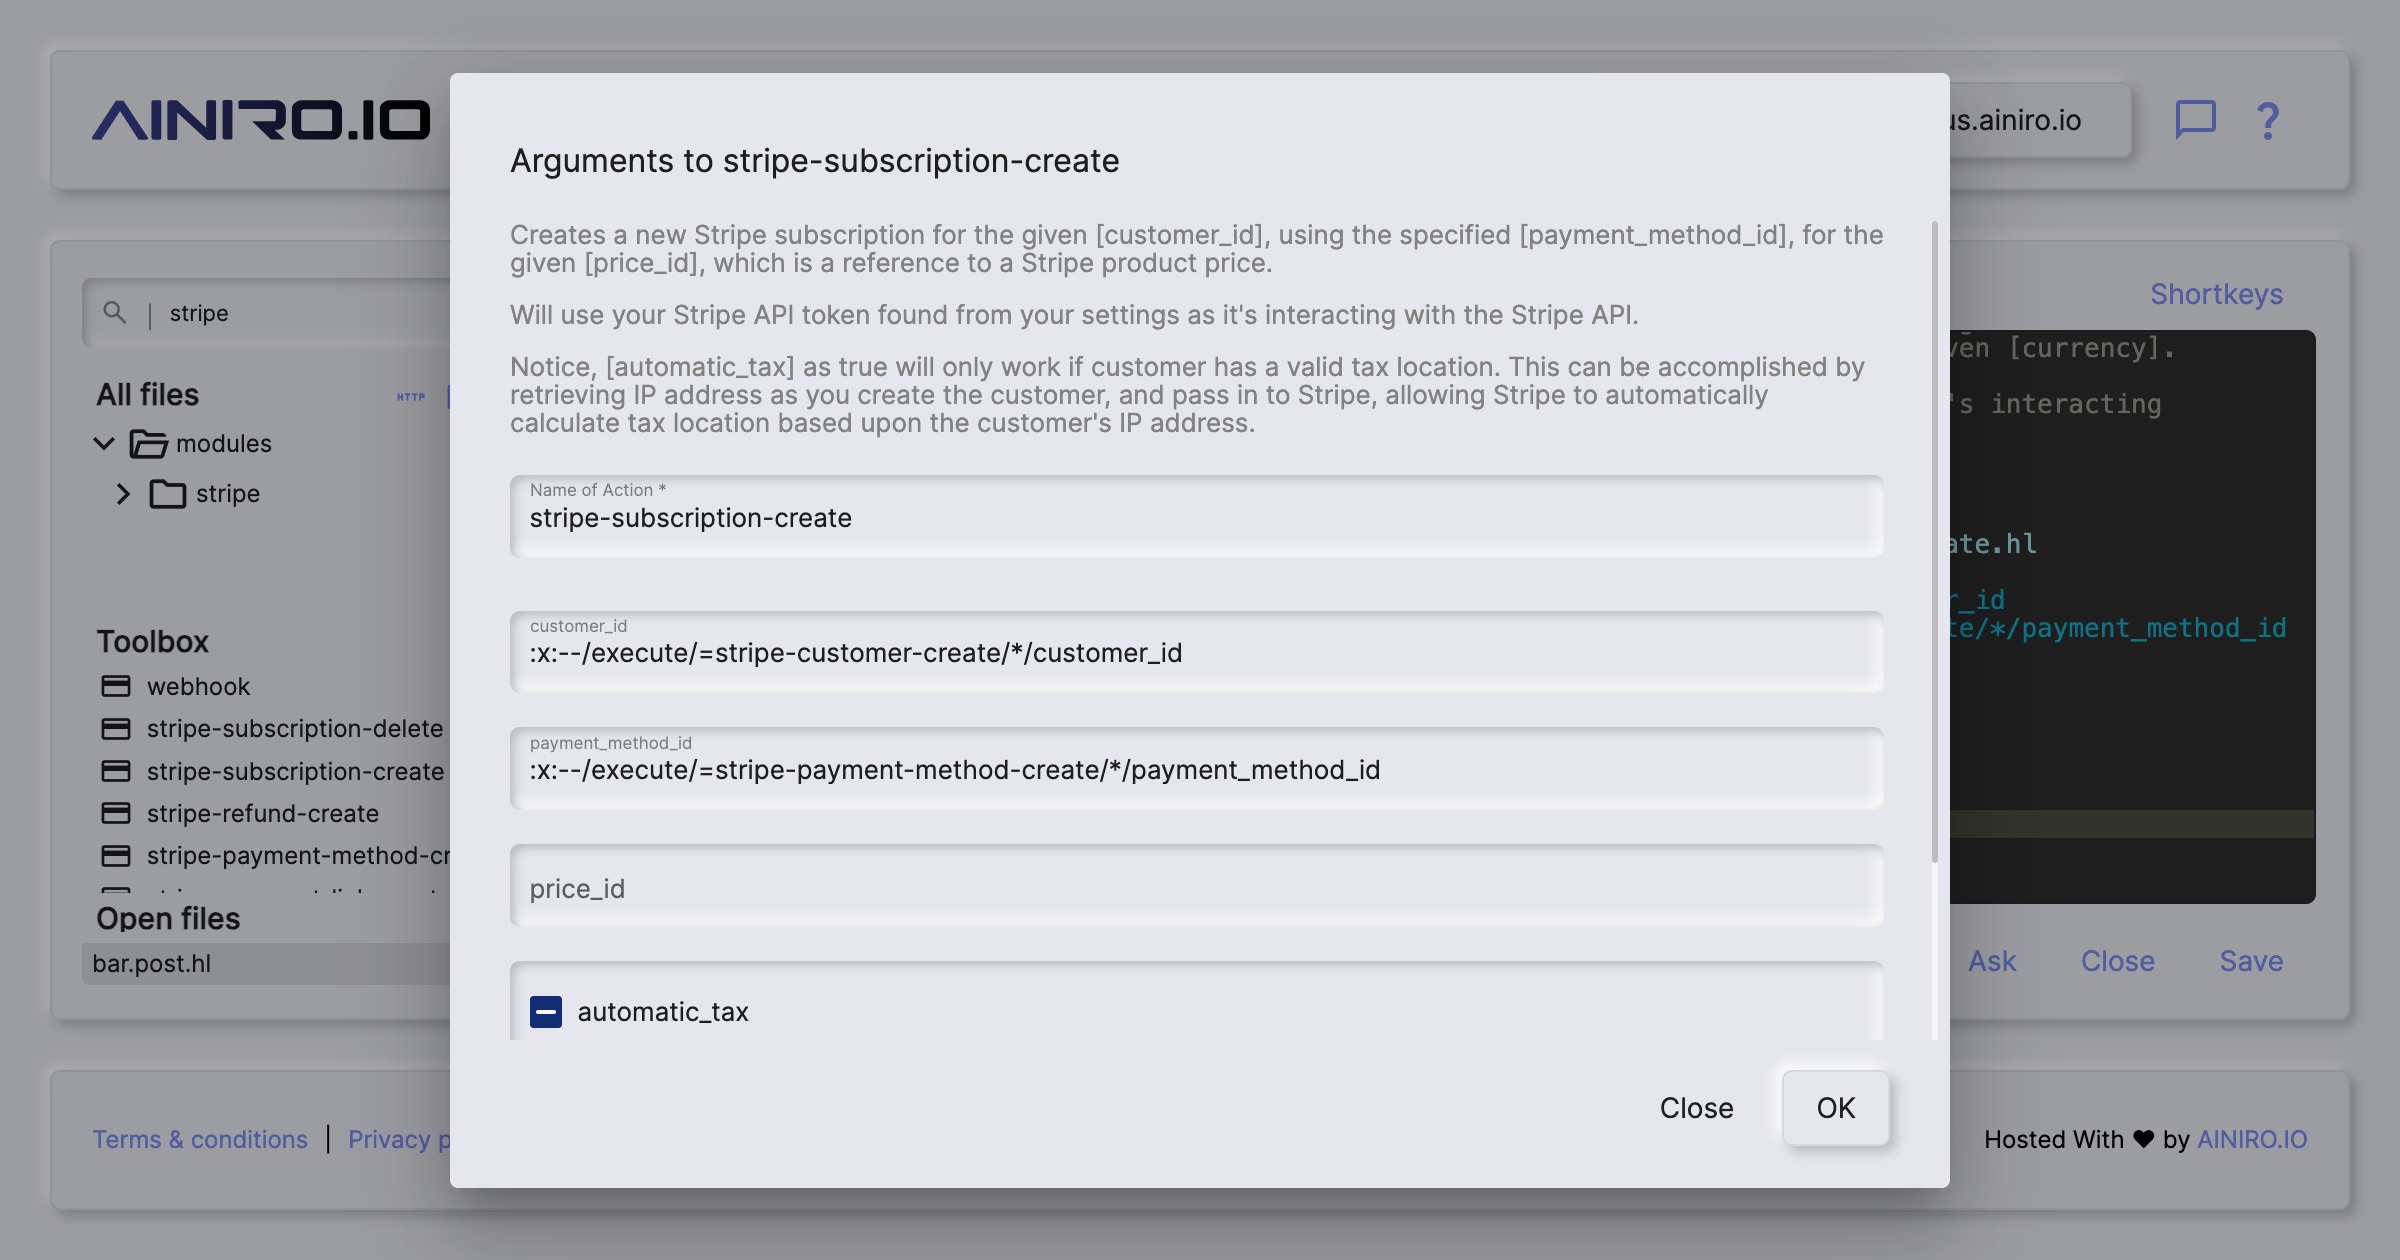 AINIRO.IO
us.ainiro.io
?
stripe
All files
HTTP
modules
stripe
Toolbox
webhook
stripe-subscription-delete
stripe-subscription-create
stripe-refund-create
stripe-payment-method-cr
Open files
bar.post.hl
Arguments to stripe-subscription-create
Creates a new Stripe subscription for the given [customer_id], using the specified [payment_method_id], for the
given [price_id], which is a reference to a Stripe product price.
Will use your Stripe API token found from your settings as it's interacting with the Stripe API.
Notice, [automatic_tax] as true will only work if customer has a valid tax location. This can be accomplished by
retrieving IP address as you create the customer, and pass in to Stripe, allowing Stripe to automatically
calculate tax location based upon the customer's IP address.
Name of Action *
stripe-subscription-create
customer_id
:x:--/execute/=stripe-customer-create/*/customer_id
payment_method_id
:x:--/execute/=stripe-payment-method-create/*/payment_method_id
price_id
automatic_tax
Close
OK
Shortkeys
ven [currency].
's interacting
ate.hl
r_id
te/*/payment_method_id
Ask
Close
Save
Terms & conditions | Privacy p
Hosted With ♥ by AINIRO.IO